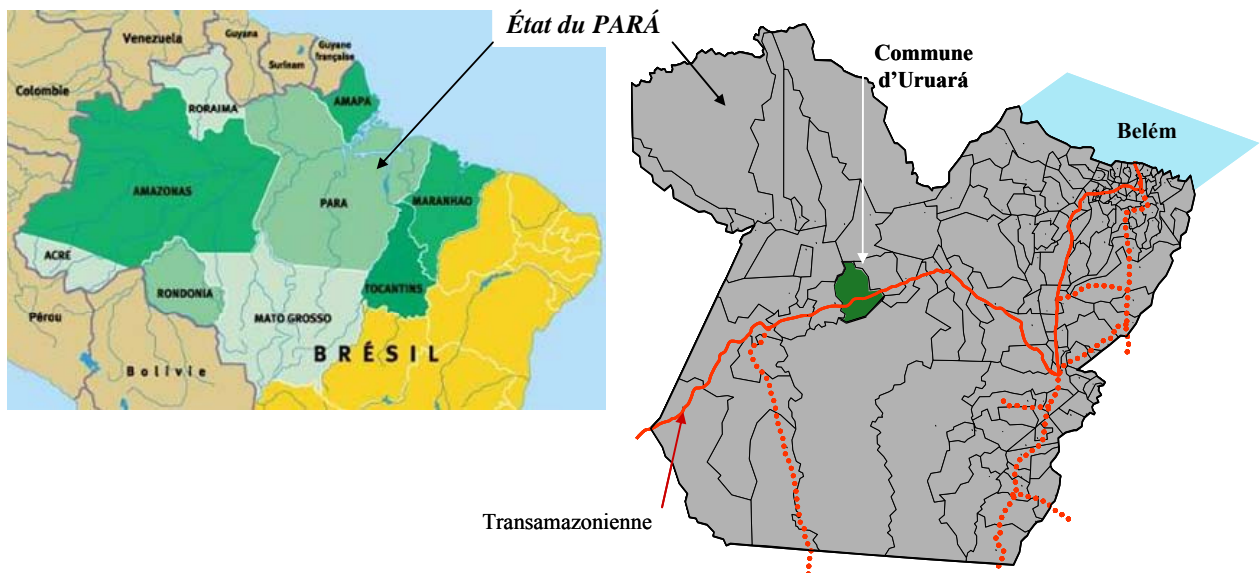 État du PARÁ
Venezuela
Guyana
Guyane
française
Surinam
Colombie
RORAIMA
AMAPA
AMAZONAS
PARA
MARANHAO
ACRE
RONDONIA
TOCANTINS
MATO GROSSO
Pérou
BRÉSIL
Bolivie
Commune
d'Uruará
Belém
Transamazonienne